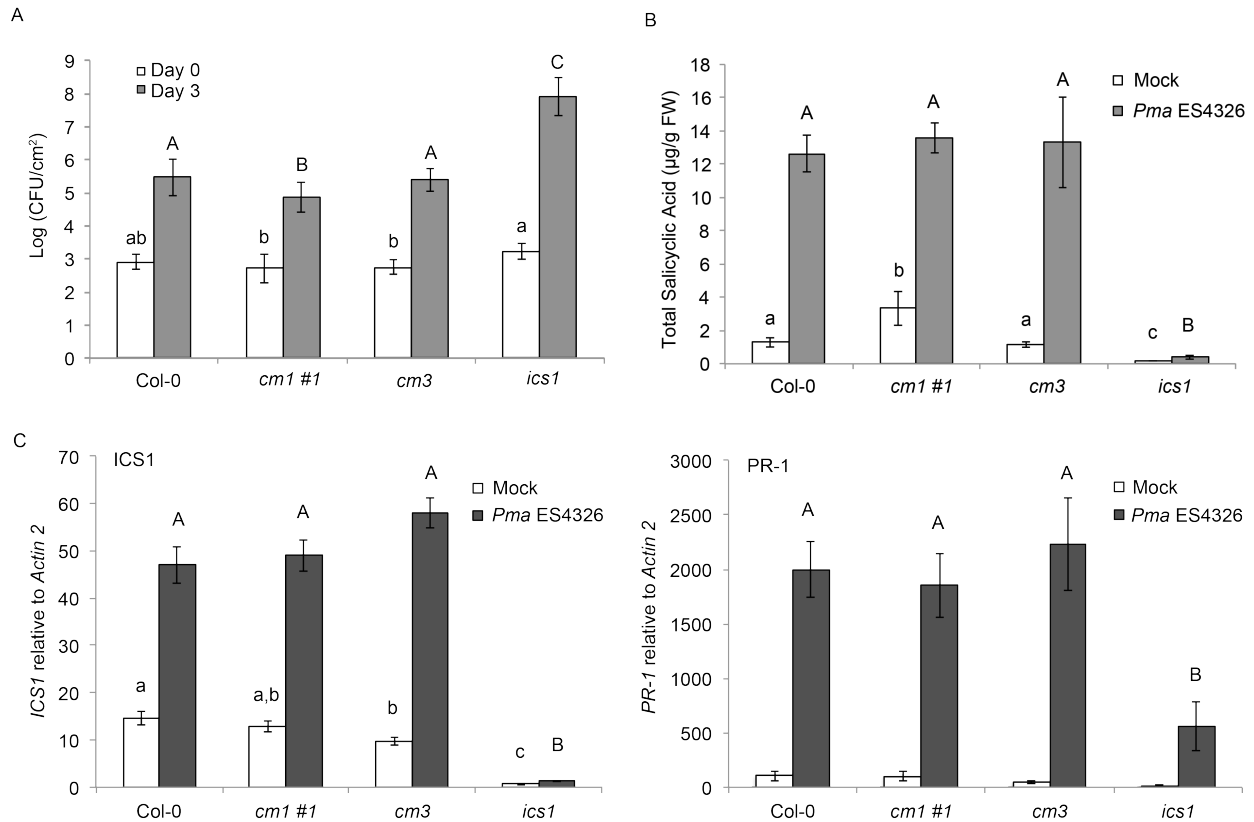 A
Log (CFU/cm²)
9
8
7
6
5
4
3
2
1
0
Day 0
Day 3
ab
A
b
B
b
A
a
C
Col-0
cm1 #1
cm3
ics1
B
Total Salicyclic Acid (µg/g FW)
18
16
14
12
10
8
6
4
2
0
Mock
Pma ES4326
a
A
b
A
a
A
c
B
Col-0
cm1 #1
cm3
ics1
C
ICS1
ICS1 relative to Actin 2
70
60
50
40
30
20
10
0
Mock
Pma ES4326
a
A
a,b
A
b
A
c
B
Col-0
cm1 #1
cm3
ics1
PR-1
PR-1 relative to Actin 2
3000
2500
2000
1500
1000
500
0
Mock
Pma ES4326
A
A
A
B
Col-0
cm1 #1
cm3
ics1